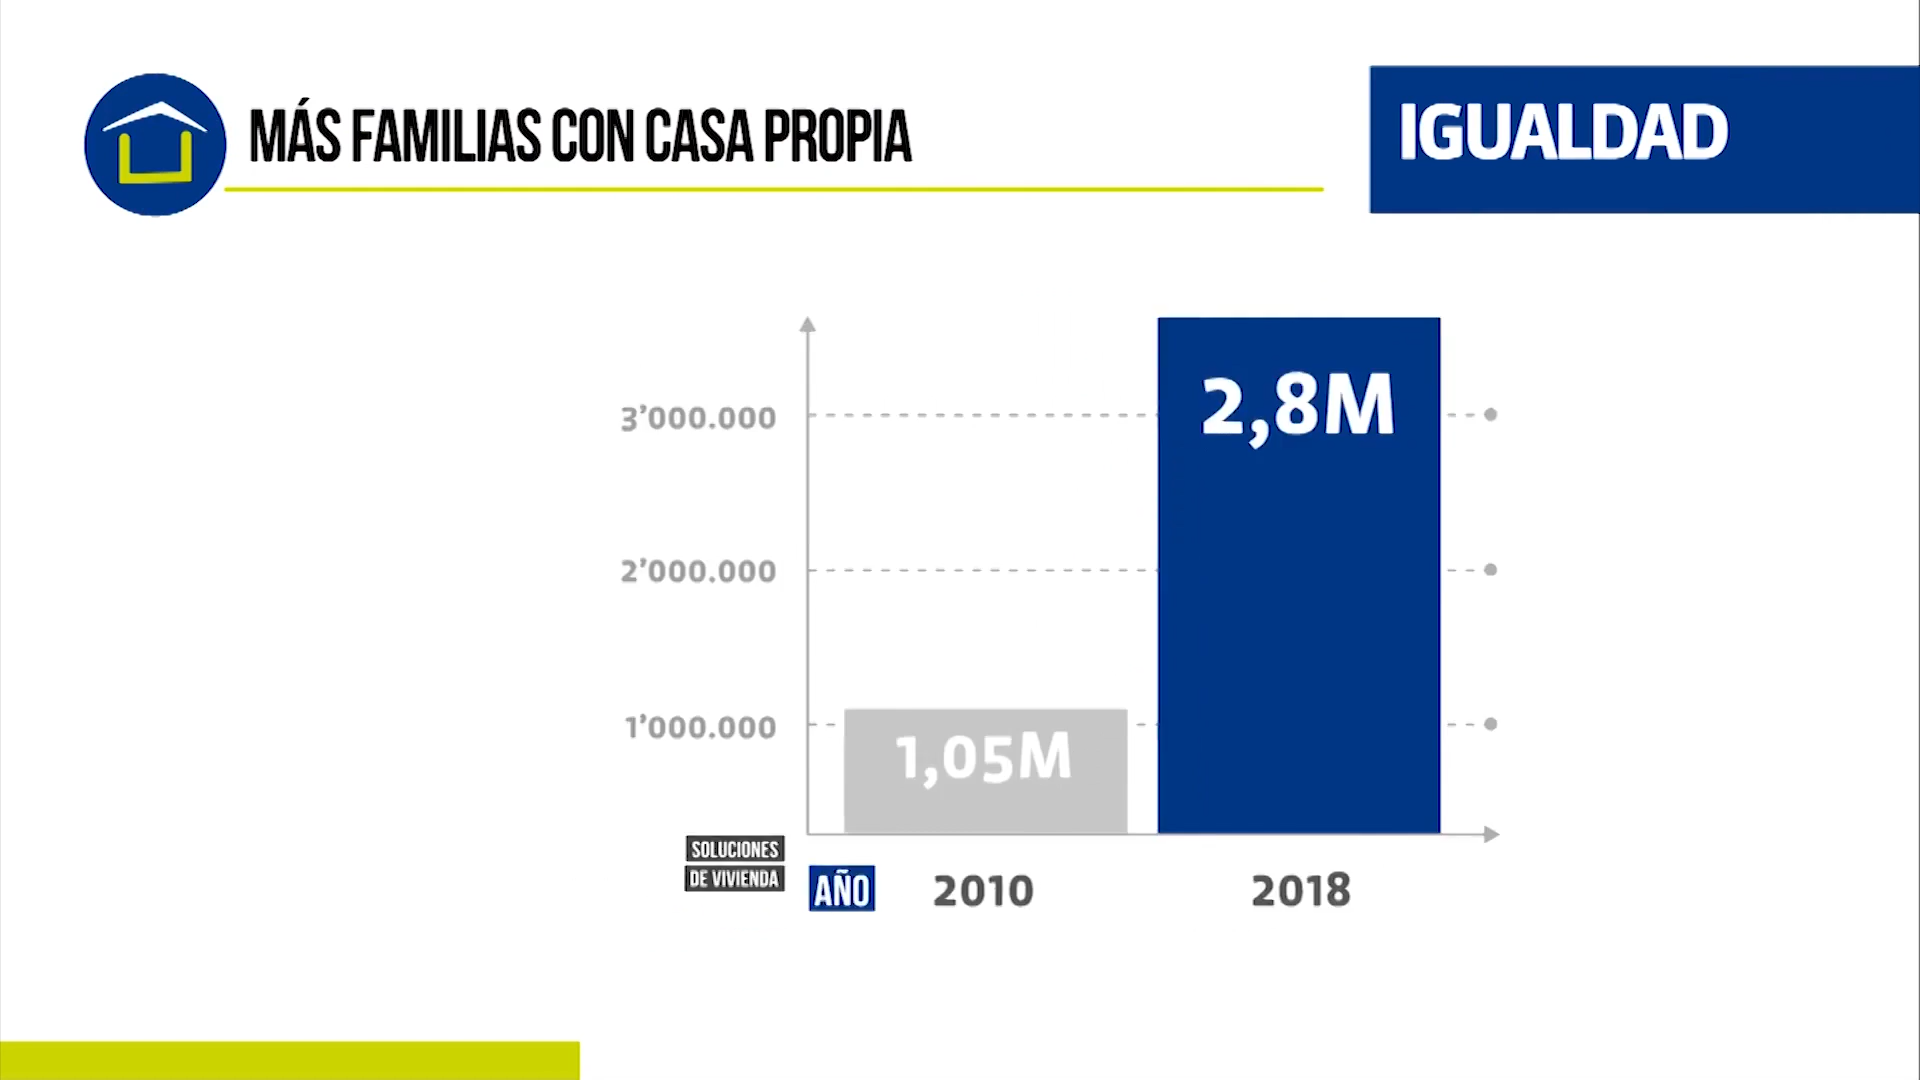 MÁS FAMILIAS CON CASA PROPIA
IGUALDAD
3’000.000
2’000.000
1’000.000
2,8M
1,05M
SOLUCIONES
DE VIVIENDA
AÑO
2010
2018